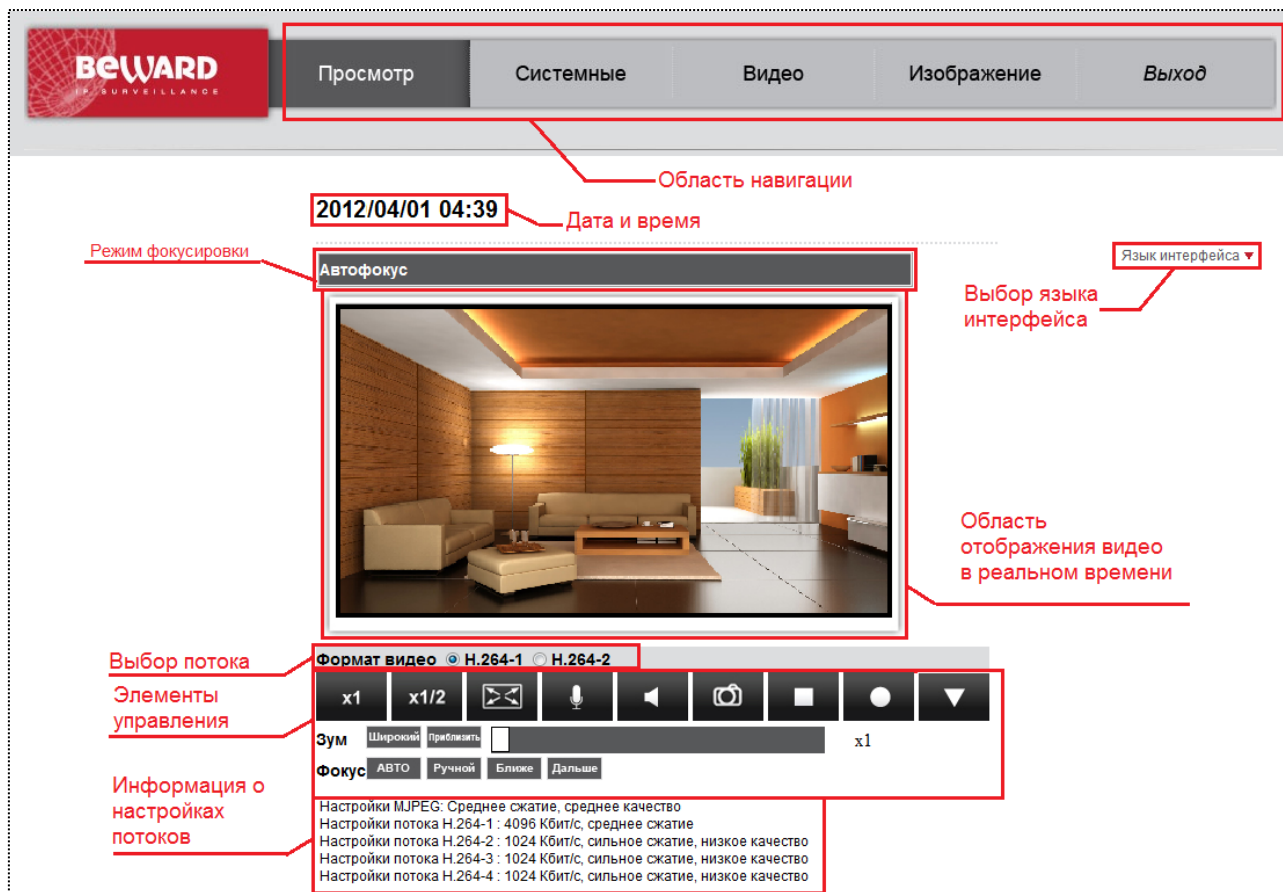 BEWARD
IP SURVEILLANCE
Просмотр
Системные
Видео
Изображение
Выход
Область навигации
2012/04/01 04:39
Дата и время
Режим фокусировки
Язык интерфейса
Автофокус
Выбор языка
интерфейса
Область
отображения видео
в реальном времени
Выбор потока
Формат видео H.264-1 H.264-2
Элементы
управления
x1 x1/2
Зум Широкий Приблизить x1
Фокус АВТО Ручной Ближе Дальше
Информация о
настройках
потоков
Настройки MJPEG: Среднее сжатие, среднее качество
Настройки потока H.264-1 : 4096 Кбит/с, среднее сжатие
Настройки потока H.264-2 : 1024 Кбит/с, сильное сжатие, низкое качество
Настройки потока H.264-3 : 1024 Кбит/с, сильное сжатие, низкое качество
Настройки потока H.264-4 : 1024 Кбит/с, сильное сжатие, низкое качество